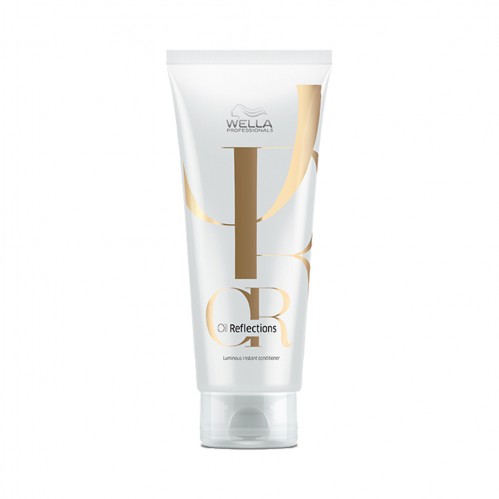 WELLA
PROFESSIONALS
OR
Oil Reflections
Luminous instant conditioner